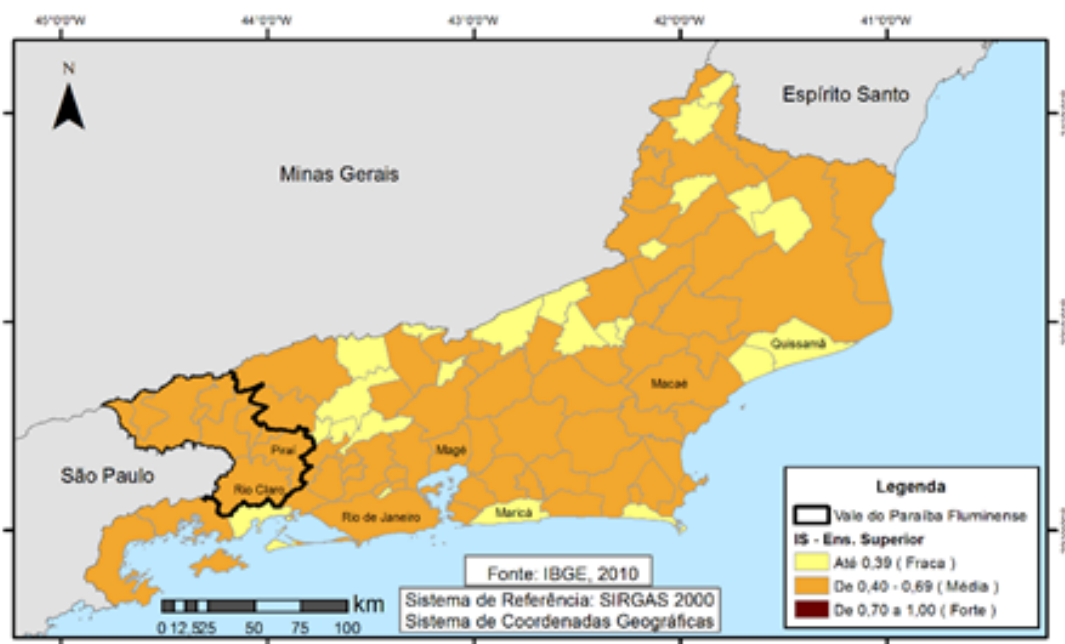 45°0'0"W 44°0'0"W 43°0'0"W 42°0'0"W 41°0'0"W
N
Espírito Santo
Minas Gerais
Quissamã
Macaé
Piraí
Magé
São Paulo
Rio Claro
Maricá
Rio de Janeiro
Legenda
Vale do Paraíba Fluminense
IS - Ens. Superior
Até 0,39 ( Fraca )
De 0,40 - 0,69 ( Média )
De 0,70 a 1,00 ( Forte )
Fonte: IBGE, 2010
Sistema de Referência: SIRGAS 2000
Sistema de Coordenadas Geográficas
km
0 12,525 50 75 100